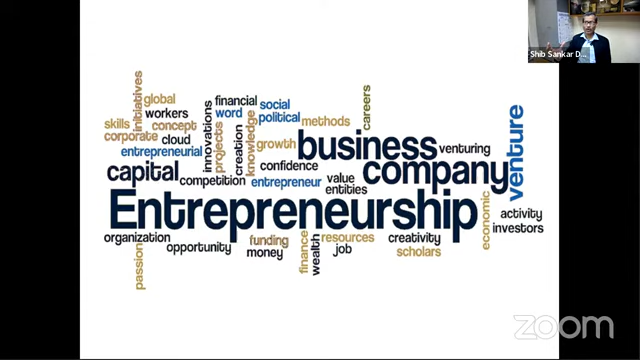 Shib Sankar D...
initiatives
global
financial
social
careers
workers
innovations
word
political
methods
skills
concept
projects
creation
knowledge
corporate
cloud
growth
business
venturing
venture
entrepreneurial
confidence
capital
competition
entrepreneur
value
company
entities
Entrepreneurship
economic
activity
investors
organization
opportunity
funding
money
finance
wealth
resources
job
creativity
scholars
passion
zoom